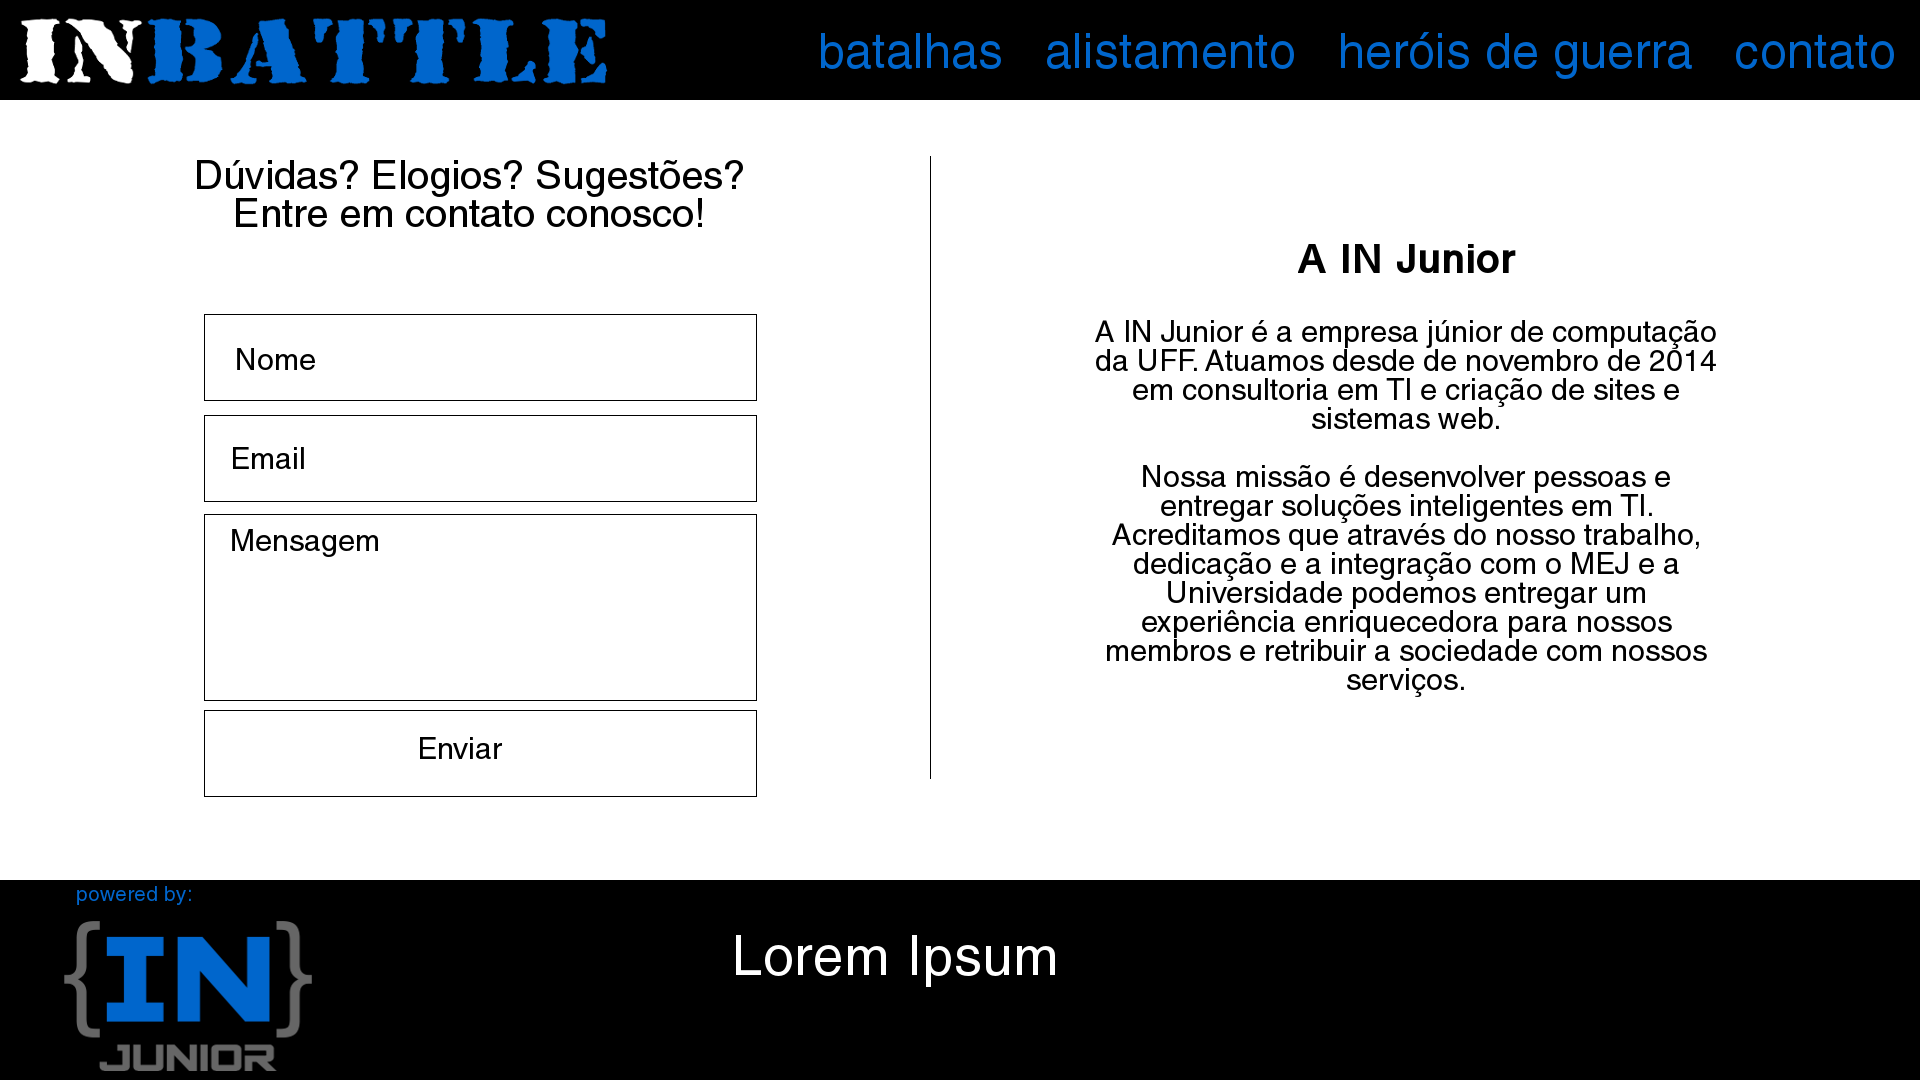 INBATTLE
batalhas alistamento heróis de guerra contato
Dúvidas? Elogios? Sugestões?
Entre em contato conosco!
Nome
Email
Mensagem
Enviar
A IN Junior
A IN Junior é a empresa júnior de computação
da UFF. Atuamos desde de novembro de 2014
em consultoria em TI e criação de sites e
sistemas web.
Nossa missão é desenvolver pessoas e
entregar soluções inteligentes em TI.
Acreditamos que através do nosso trabalho,
dedicação e a integração com o MEJ e a
Universidade podemos entregar um
experiência enriquecedora para nossos
membros e retribuir a sociedade com nossos
serviços.
powered by:
{IN}
JUNIOR
Lorem Ipsum